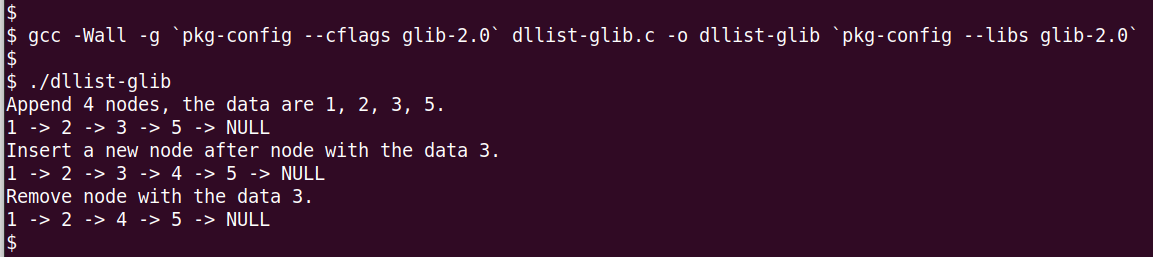 $
$ gcc -Wall -g `pkg-config --cflags glib-2.0` dllist-glib.c -o dllist-glib `pkg-config --libs glib-2.0`
$
$ ./dllist-glib
Append 4 nodes, the data are 1, 2, 3, 5.
1 -> 2 -> 3 -> 5 -> NULL
Insert a new node after node with the data 3.
1 -> 2 -> 3 -> 4 -> 5 -> NULL
Remove node with the data 3.
1 -> 2 -> 4 -> 5 -> NULL
$